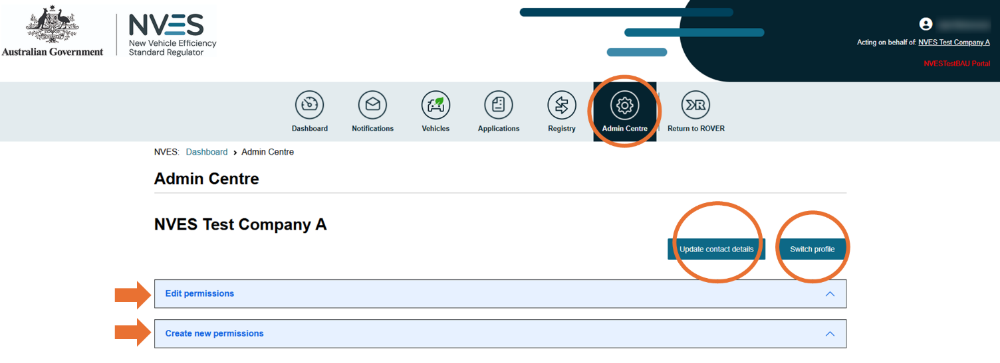 NVES
New Vehicle Efficiency
Standard Regulator
Australian Government
Acting on behalf of: NVES Test Company A
NVESTestBAU Portal
Dashboard
Notifications
Vehicles
Applications
Registry
Admin Centre
Return to ROVER
NVES: Dashboard › Admin Centre
Admin Centre
NVES Test Company A
Update contact details
Switch profile
Edit permissions
Create new permissions